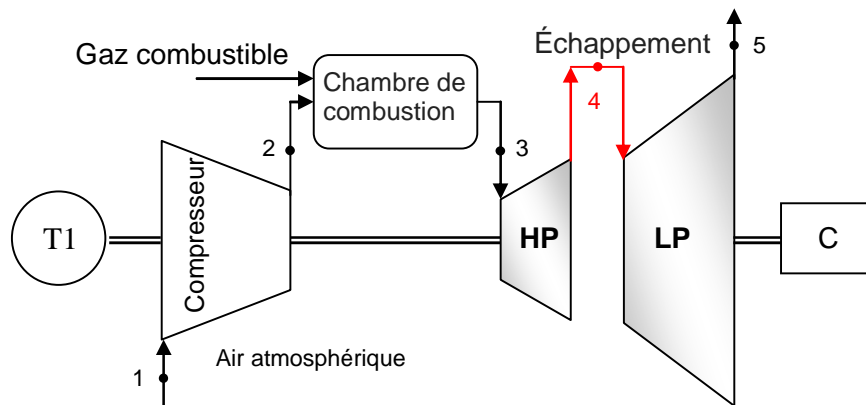 Échappement
5
Gaz combustible
Chambre de
combustion
4
2
3
Compresseur
T1
HP
LP
C
Air atmosphérique
1